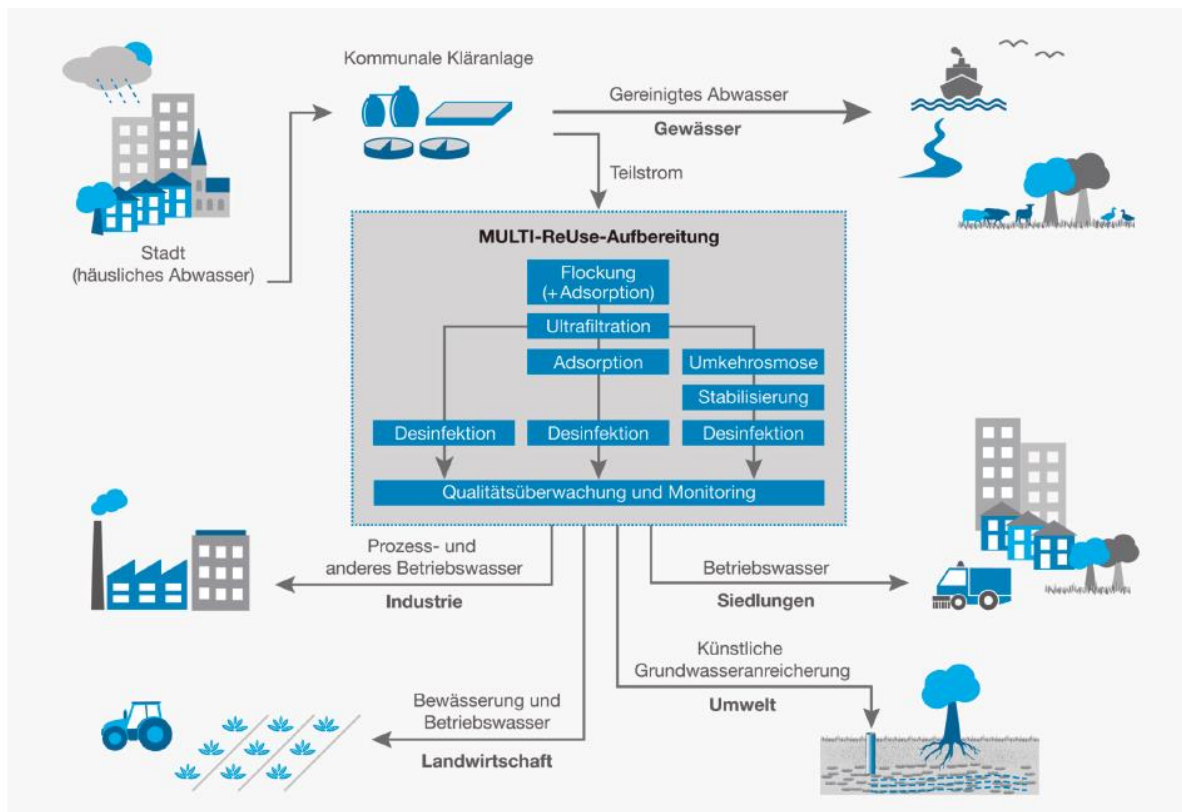 Kommunale Kläranlage
Gereinigtes Abwasser
Gewässer
Teilstrom
Stadt
(häusliches Abwasser)
MULTI-ReUse-Aufbereitung
Flockung
(+Adsorption)
Ultrafiltration
Adsorption
Umkehrosmose
Stabilisierung
Desinfektion
Desinfektion
Desinfektion
Qualitätsüberwachung und Monitoring
Prozess- und
anderes Betriebswasser
Industrie
Betriebswasser
Siedlungen
Künstliche
Grundwasseranreicherung
Umwelt
Bewässerung und
Betriebswasser
Landwirtschaft